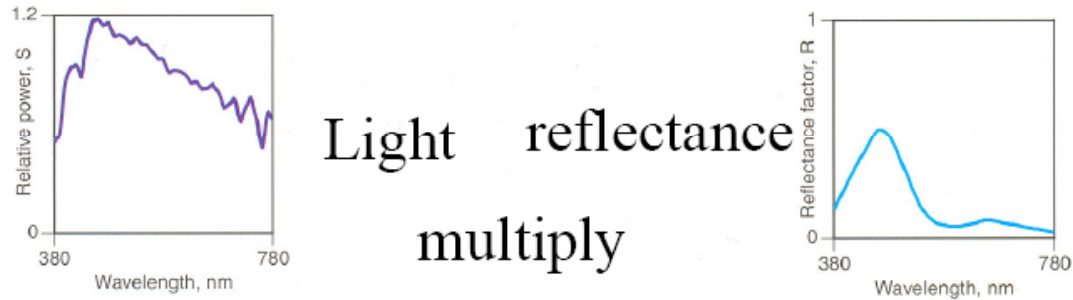 1.2
Relative power, S
0
380
780
Wavelength, nm
Light
reflectance
multiply
1
Reflectance factor, R
0
380
780
Wavelength, nm